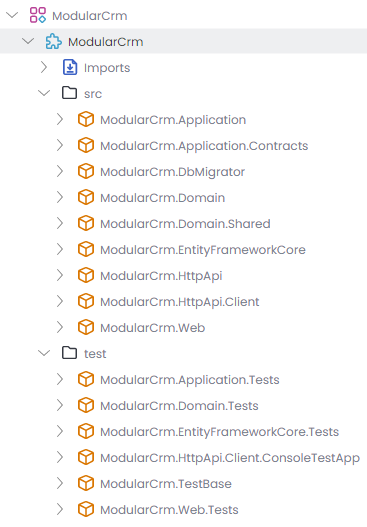 ModularCrm
ModularCrm
Imports
src
ModularCrm.Application
ModularCrm.Application.Contracts
ModularCrm.DbMigrator
ModularCrm.Domain
ModularCrm.Domain.Shared
ModularCrm.EntityFrameworkCore
ModularCrm.HttpApi
ModularCrm.HttpApi.Client
ModularCrm.Web
test
ModularCrm.Application.Tests
ModularCrm.Domain.Tests
ModularCrm.EntityFrameworkCore.Tests
ModularCrm.HttpApi.Client.ConsoleTestApp
ModularCrm.TestBase
ModularCrm.Web.Tests